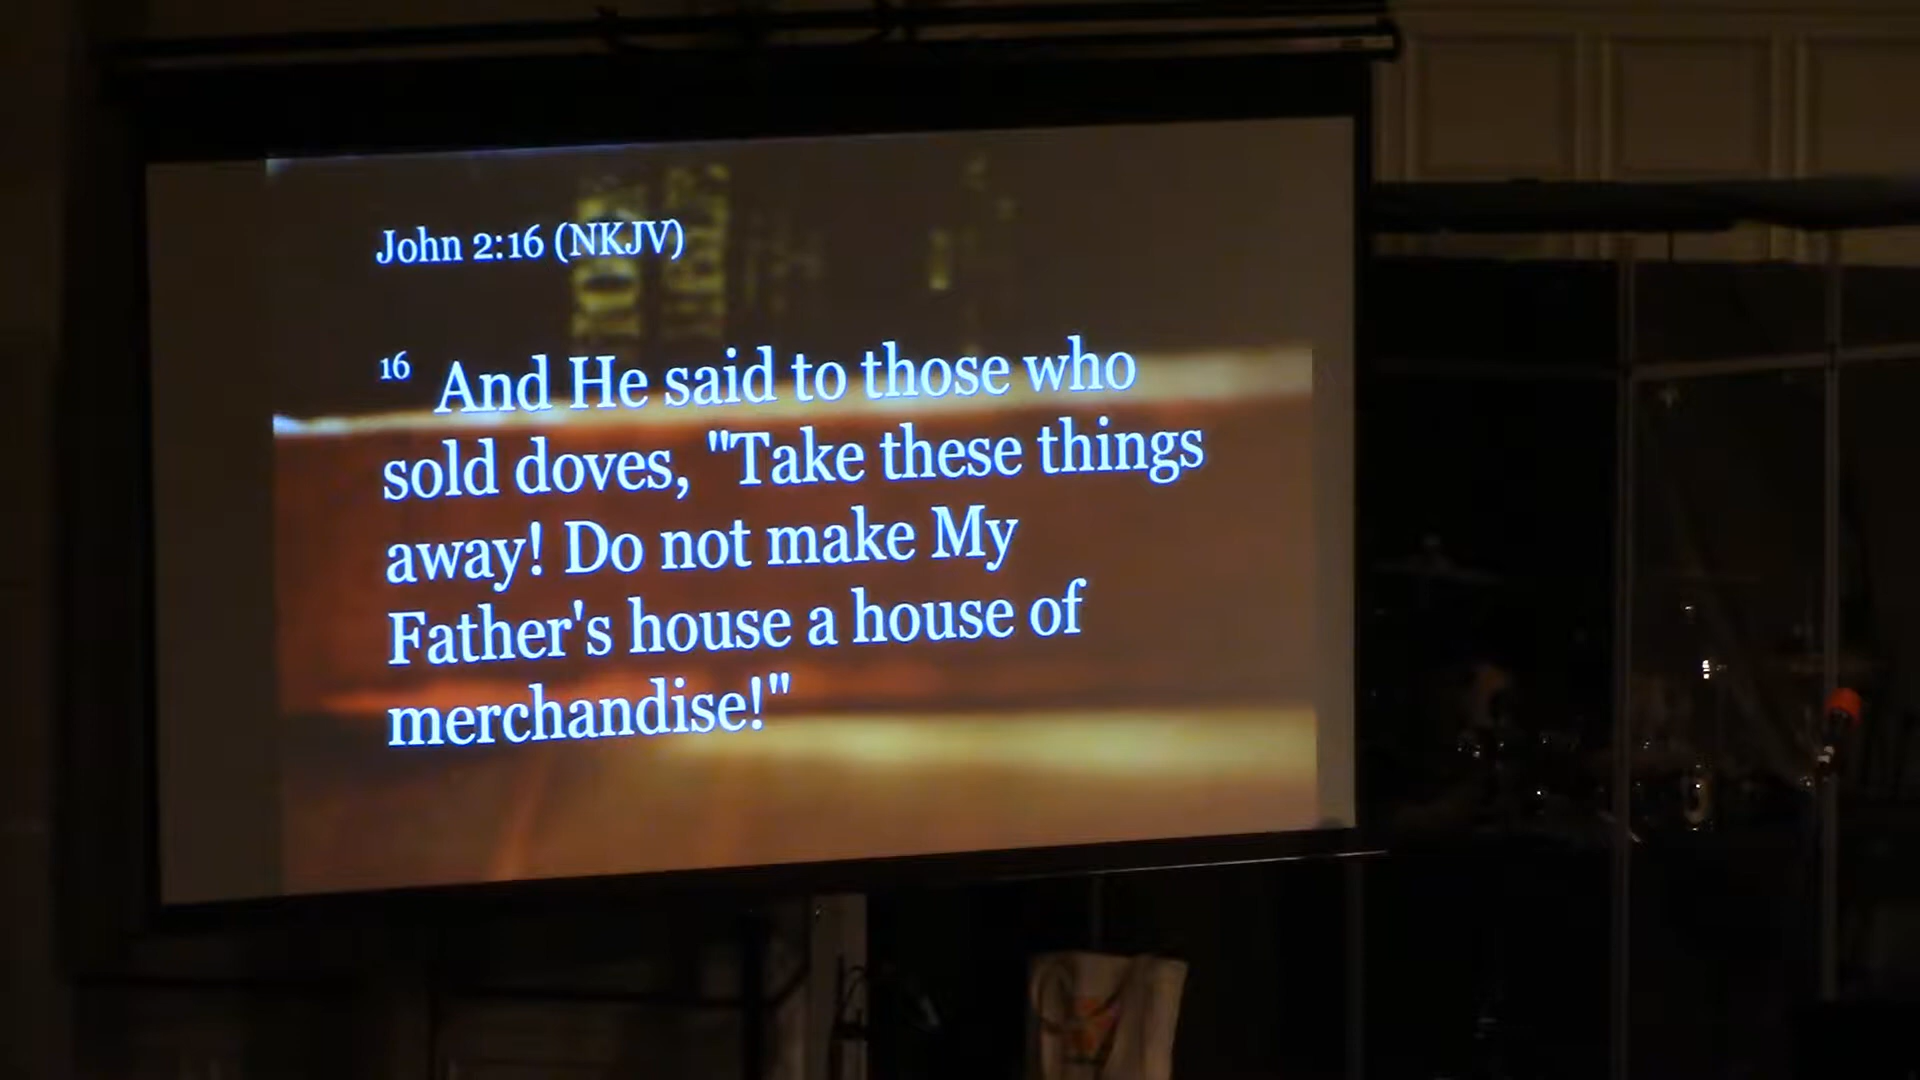 John 2:16 (NKJV)
16 And He said to those who
sold doves, "Take these things
away! Do not make My
Father's house a house of
merchandise!"